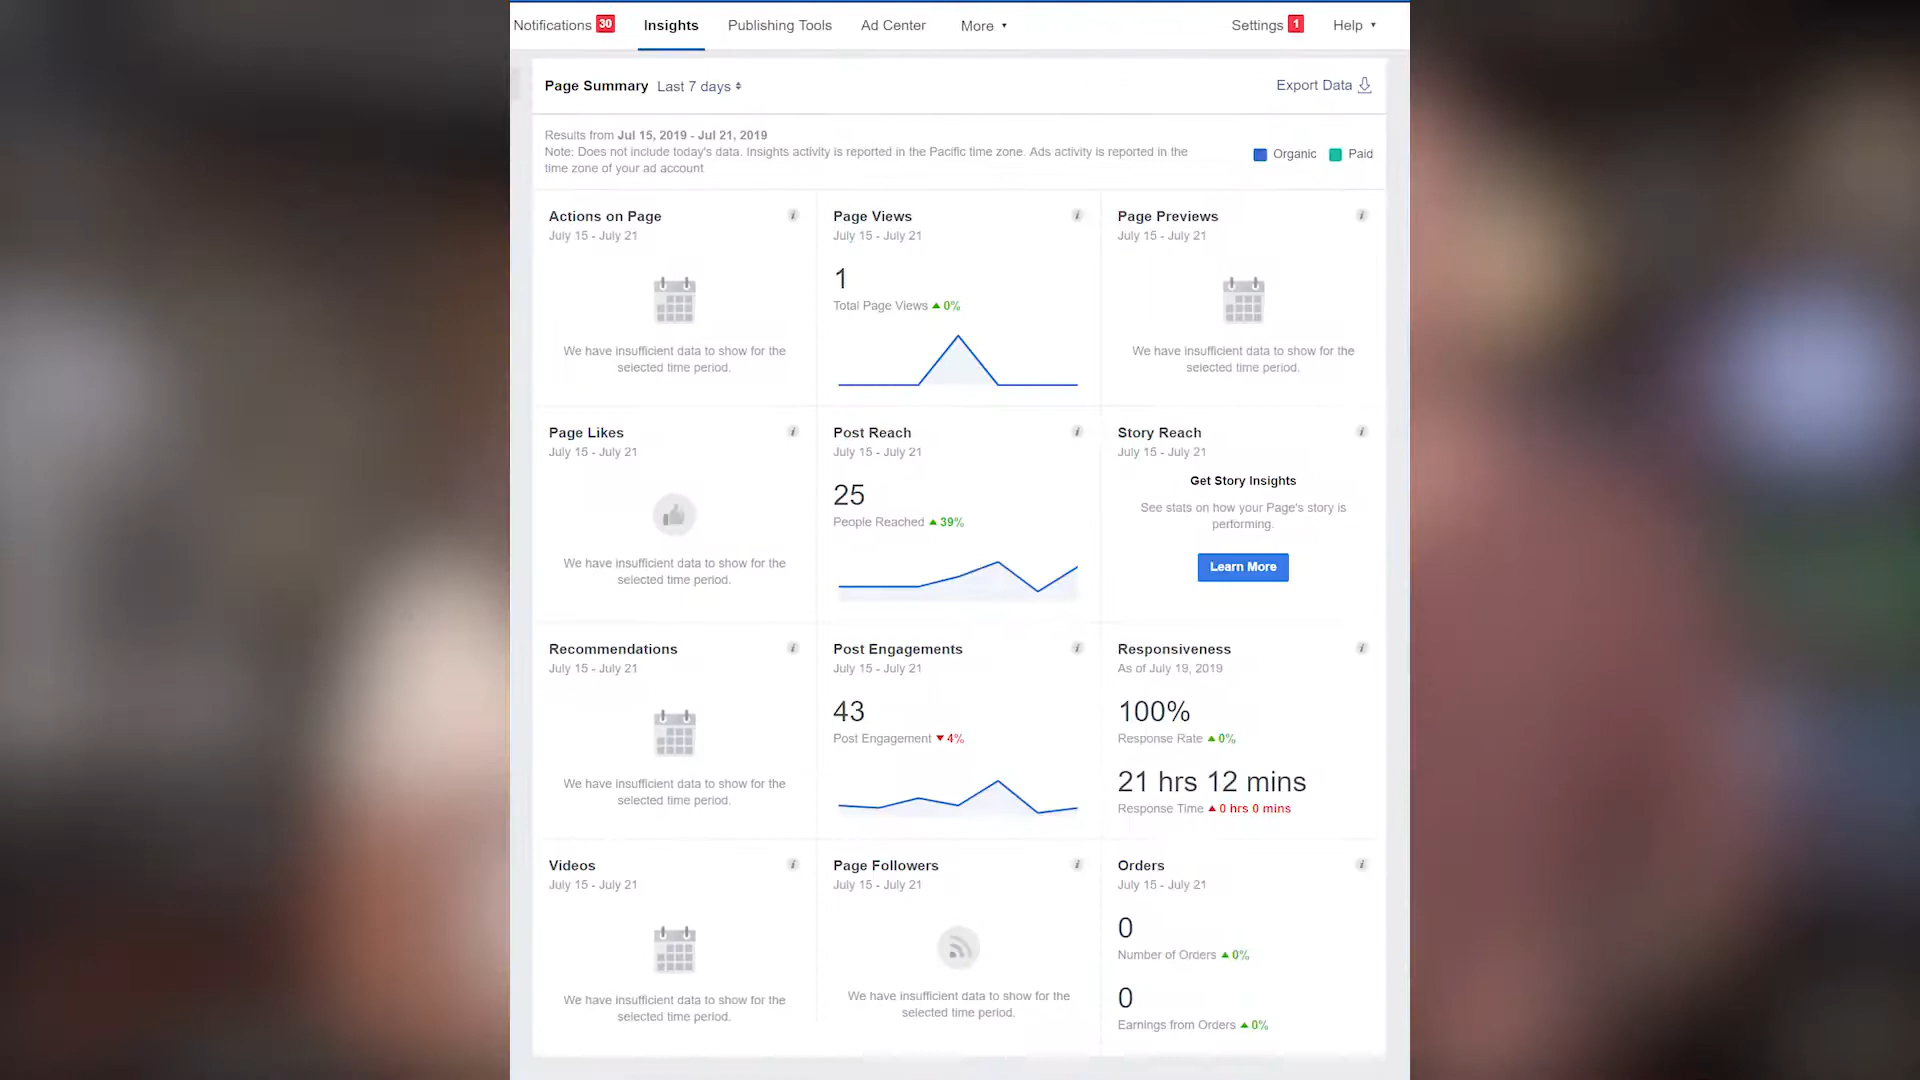 Notifications 30 Insights Publishing Tools Ad Center More Settings 1 Help
Page Summary Last 7 days Export Data
Results from Jul 15, 2019 - Jul 21, 2019
Note: Does not include today's data. Insights activity is reported in the Pacific time zone. Ads activity is reported in the
time zone of your ad account
Organic Paid
Actions on Page
July 15 - July 21
We have insufficient data to show for the
selected time period.
Page Views
July 15 - July 21
1
Total Page Views 0%
Page Previews
July 15 - July 21
We have insufficient data to show for the
selected time period.
Page Likes
July 15 - July 21
We have insufficient data to show for the
selected time period.
Post Reach
July 15 - July 21
25
People Reached 39%
Story Reach
July 15 - July 21
Get Story Insights
See stats on how your Page's story is
performing.
Learn More
Recommendations
July 15 - July 21
We have insufficient data to show for the
selected time period.
Post Engagements
July 15 - July 21
43
Post Engagement 4%
Responsiveness
As of July 19, 2019
100%
Response Rate 0%
21 hrs 12 mins
Response Time 0 hrs 0 mins
Videos
July 15 - July 21
We have insufficient data to show for the
selected time period.
Page Followers
July 15 - July 21
We have insufficient data to show for the
selected time period.
Orders
July 15 - July 21
0
Number of Orders 0%
0
Earnings from Orders 0%